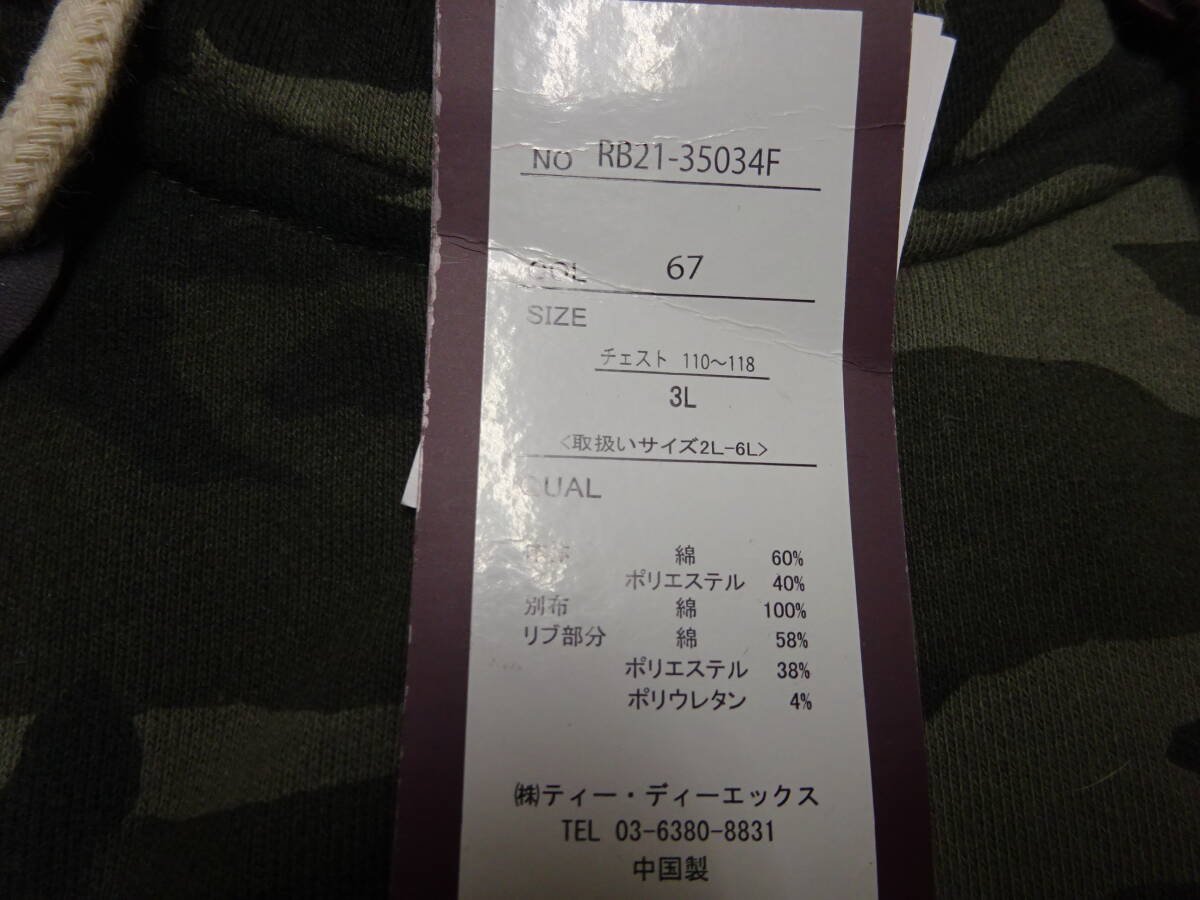 NO RB21-35034F
COL 67
SIZE
チェスト 110～118
3L
<取扱いサイズ2L-6L>
QUAL
綿 60%
ポリエステル 40%
別布 綿 100%
リブ部分 綿 58%
ポリエステル 38%
ポリウレタン 4%
㈱ティー・ディーエックス
TEL 03-6380-8831
中国製